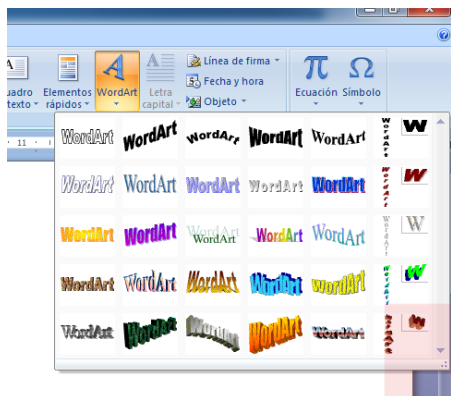 Línea de firma
Fecha y hora
Objeto
uadro
texto
Elementos
rápidos
WordArt
Letra
capital
Ecuación
Símbolo
A
π Ω
11
WordArt WordArt WordArt WordArt WordArt WordArt W
WordArt WordArt WordArt WordArt WordArt WordArt W
WordArt WordArt WordArt WordArt WordArt WordArt W
WordArt WordArt WordArt WordArt WordArt WordArt W
WordArt WordArt WordArt WordArt WordArt WordArt W